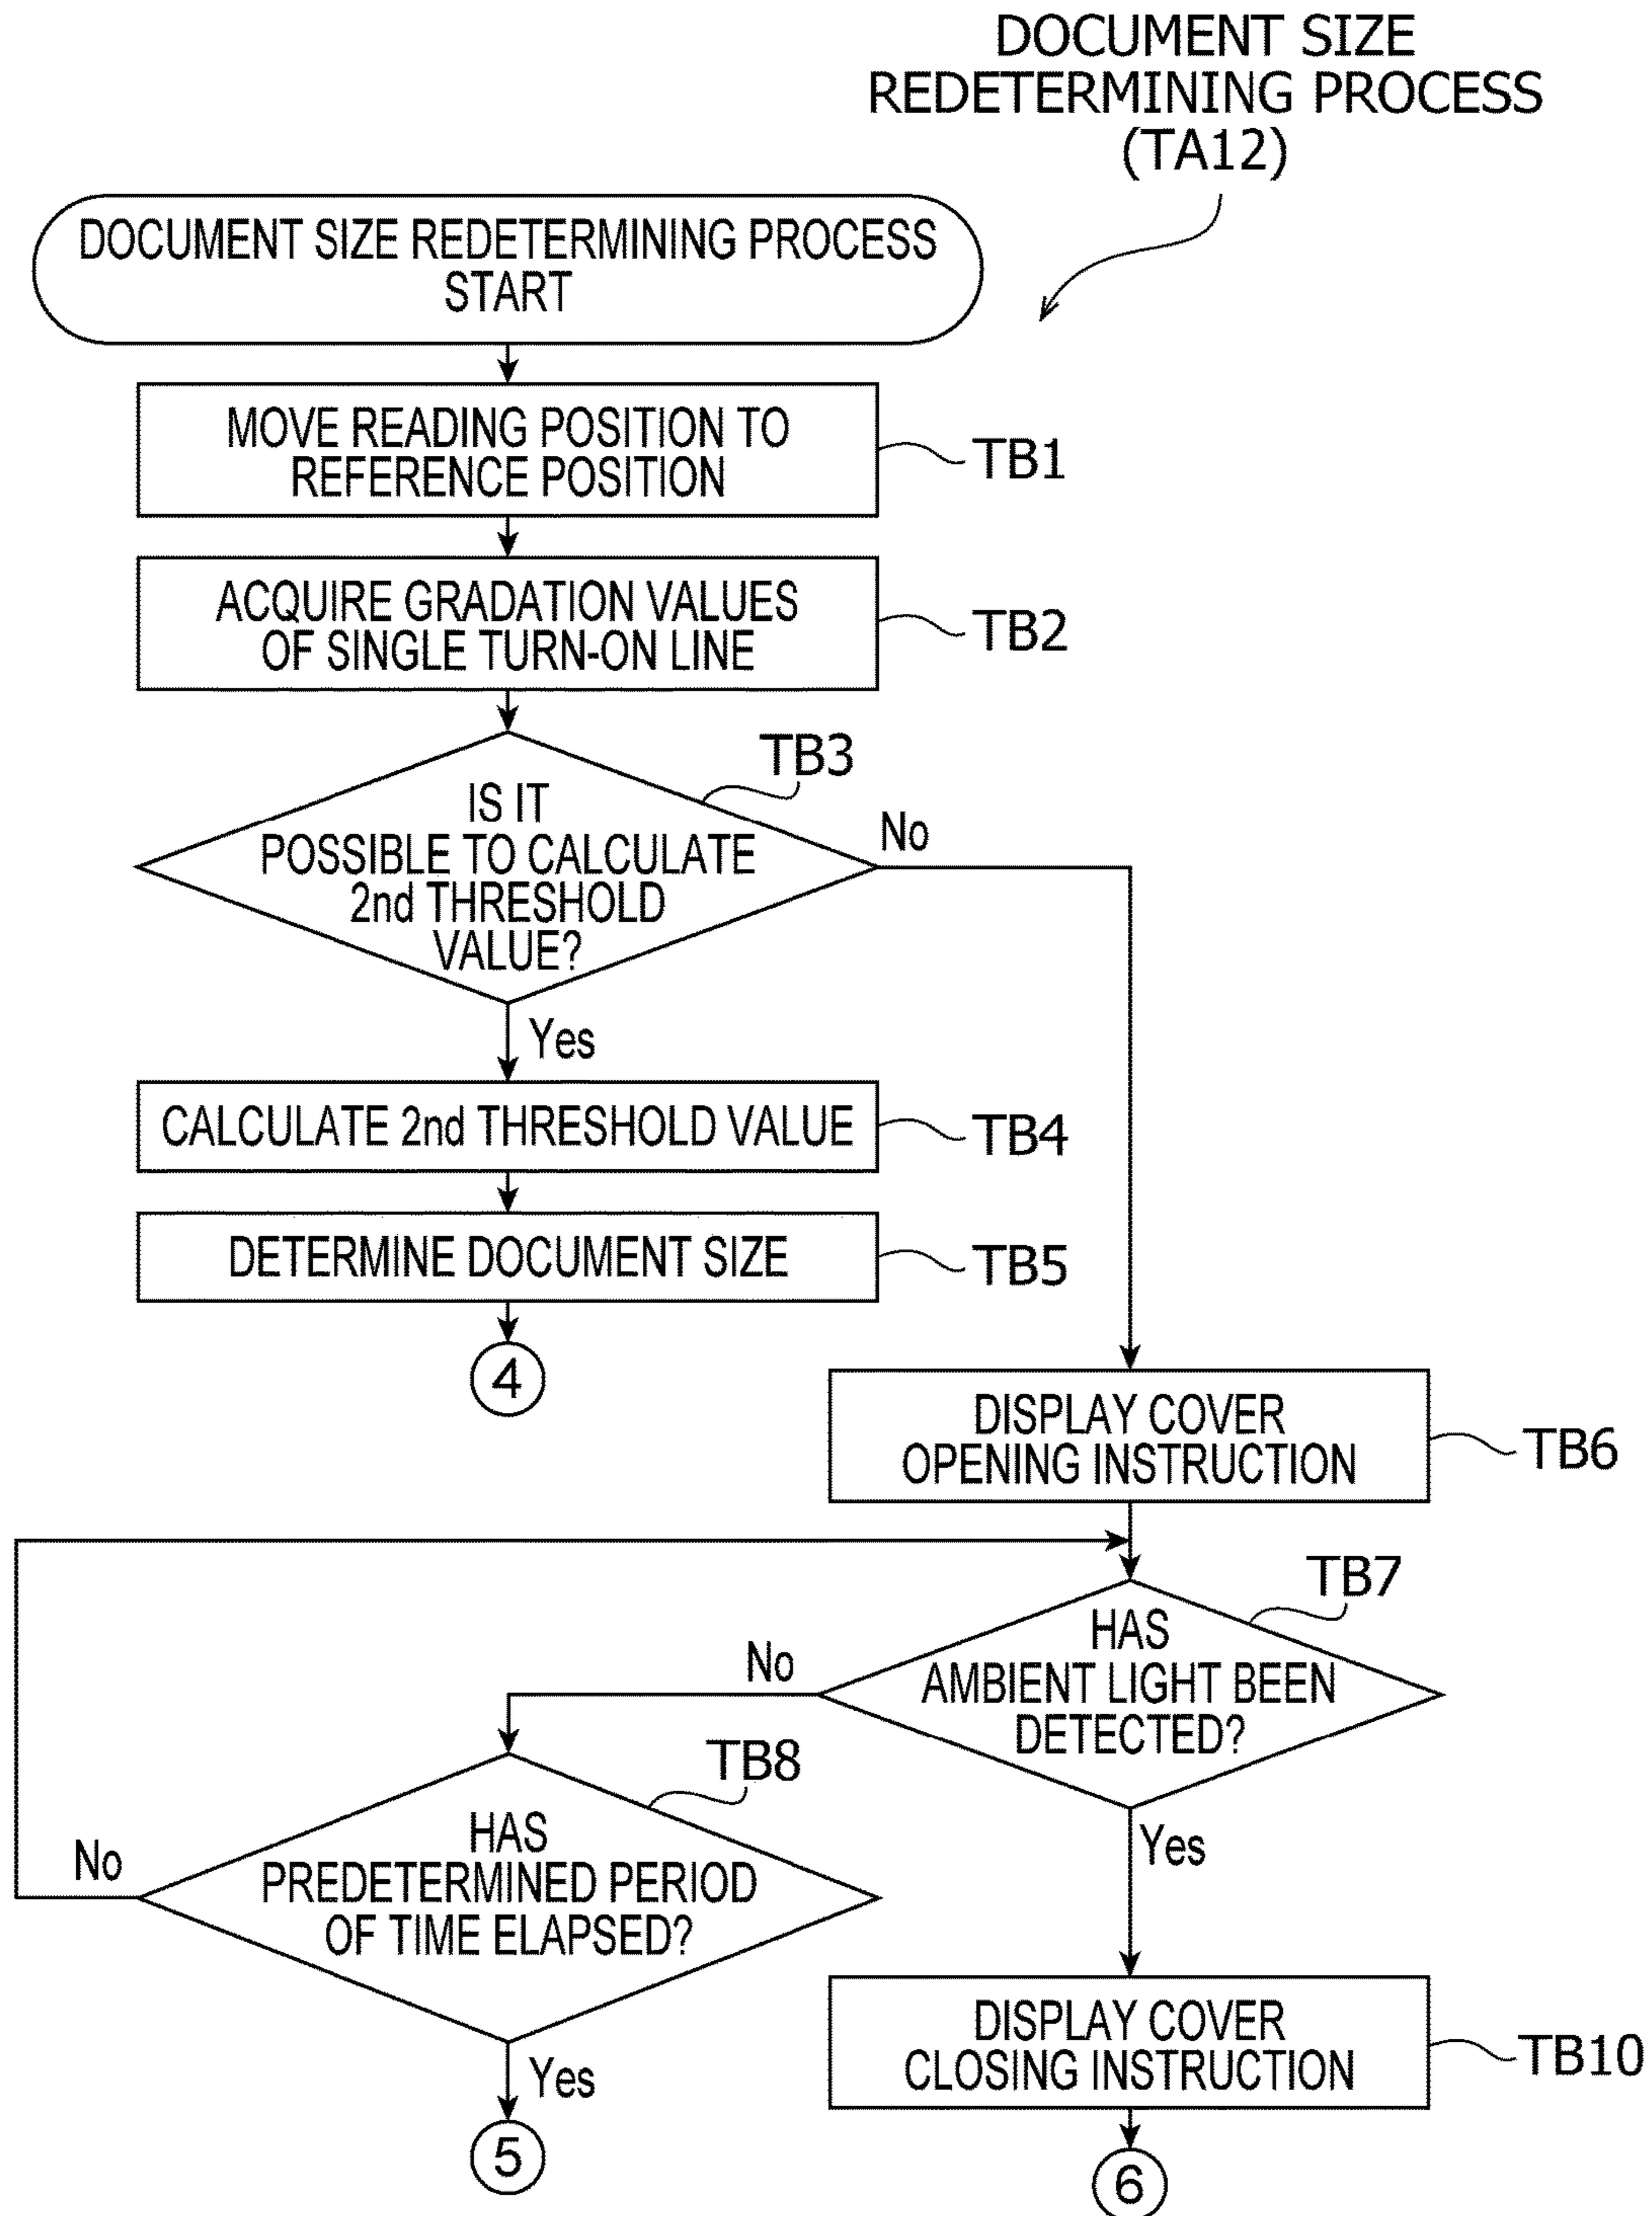 DOCUMENT SIZE
REDETERMINING PROCESS
(TA12)
DOCUMENT SIZE REDETERMINING PROCESS
START
MOVE READING POSITION TO
REFERENCE POSITION
TB1
ACQUIRE GRADATION VALUES
OF SINGLE TURN-ON LINE
TB2
TB3
IS IT
POSSIBLE TO CALCULATE
2nd THRESHOLD
VALUE?
No
Yes
CALCULATE 2nd THRESHOLD VALUE
TB4
DETERMINE DOCUMENT SIZE
TB5
4
DISPLAY COVER
OPENING INSTRUCTION
TB6
TB7
HAS
AMBIENT LIGHT BEEN
DETECTED?
No
Yes
TB8
HAS
PREDETERMINED PERIOD
OF TIME ELAPSED?
No
Yes
5
DISPLAY COVER
CLOSING INSTRUCTION
TB10
6